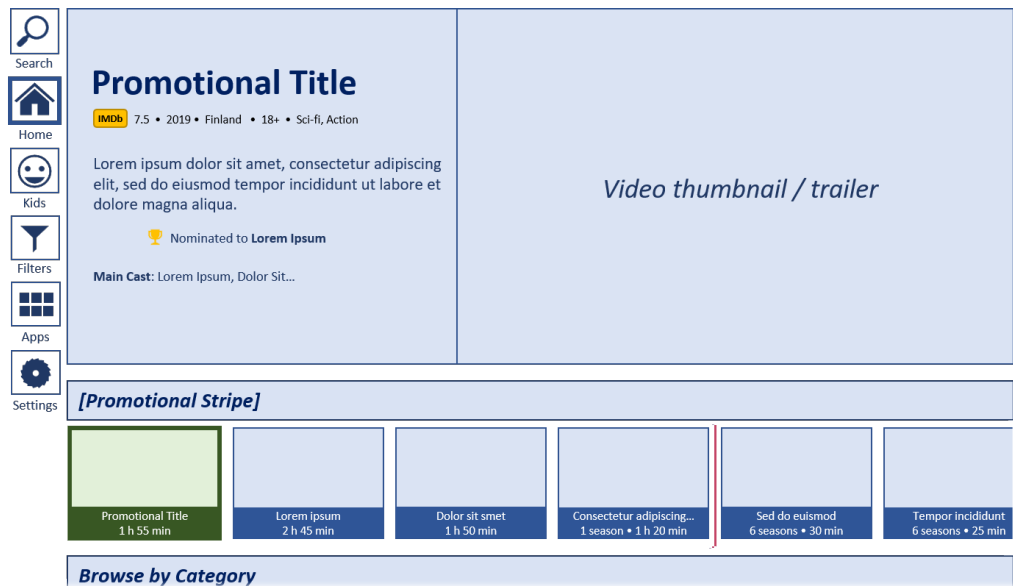 Search
Home
Kids
Filters
Apps
Settings
Promotional Title
IMDb 7.5 • 2019 • Finland • 18+ • Sci-fi, Action
Lorem ipsum dolor sit amet, consectetur adipiscing
elit, sed do eiusmod tempor incididunt ut labore et
dolore magna aliqua.
Nominated to Lorem Ipsum
Main Cast: Lorem Ipsum, Dolor Sit...
Video thumbnail / trailer
[Promotional Stripe]
Promotional Title
1 h 55 min
Lorem ipsum
2 h 45 min
Dolor sit smet
1 h 50 min
Consectetur adipiscing...
1 season • 1 h 20 min
Sed do euismod
6 seasons • 30 min
Tempor incididunt
6 seasons • 25 min
Browse by Category